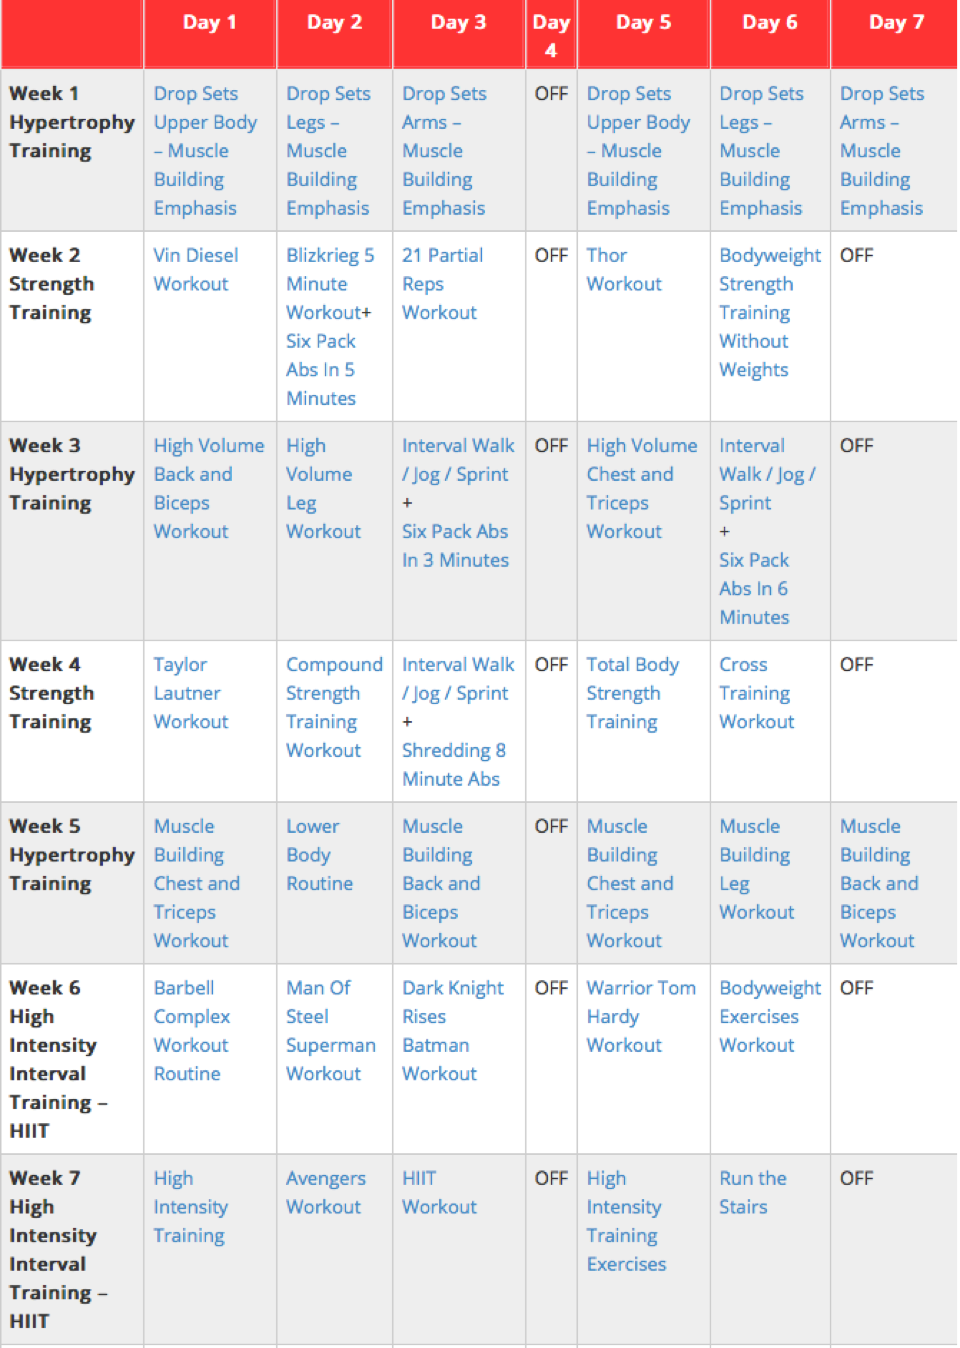 Day 1 Day 2 Day 3 Day 4 Day 5 Day 6 Day 7
Week 1
Hypertrophy
Training
Drop Sets
Upper Body
– Muscle
Building
Emphasis
Drop Sets
Legs –
Muscle
Building
Emphasis
Drop Sets
Arms –
Muscle
Building
Emphasis
OFF
Drop Sets
Upper Body
– Muscle
Building
Emphasis
Drop Sets
Legs –
Muscle
Building
Emphasis
Drop Sets
Arms –
Muscle
Building
Emphasis
Week 2
Strength
Training
Vin Diesel
Workout
Blizkrieg 5
Minute
Workout+
Six Pack
Abs In 5
Minutes
21 Partial
Reps
Workout
OFF
Thor
Workout
Bodyweight
Strength
Training
Without
Weights
OFF
Week 3
Hypertrophy
Training
High Volume
Back and
Biceps
Workout
High
Volume
Leg
Workout
Interval Walk
/ Jog / Sprint
+
Six Pack Abs
In 3 Minutes
OFF
High Volume
Chest and
Triceps
Workout
Interval
Walk / Jog /
Sprint
+
Six Pack
Abs In 6
Minutes
OFF
Week 4
Strength
Training
Taylor
Lautner
Workout
Compound
Strength
Training
Workout
Interval Walk
/ Jog / Sprint
+
Shredding 8
Minute Abs
OFF
Total Body
Strength
Training
Cross
Training
Workout
OFF
Week 5
Hypertrophy
Training
Muscle
Building
Chest and
Triceps
Workout
Lower
Body
Routine
Muscle
Building
Back and
Biceps
Workout
OFF
Muscle
Building
Chest and
Triceps
Workout
Muscle
Building
Leg
Workout
Muscle
Building
Back and
Biceps
Workout
Week 6
High
Intensity
Interval
Training –
HIIT
Barbell
Complex
Workout
Routine
Man Of
Steel
Superman
Workout
Dark Knight
Rises
Batman
Workout
OFF
Warrior Tom
Hardy
Workout
Bodyweight
Exercises
Workout
OFF
Week 7
High
Intensity
Interval
Training –
HIIT
High
Intensity
Training
Avengers
Workout
HIIT
Workout
OFF
High
Intensity
Training
Exercises
Run the
Stairs
OFF